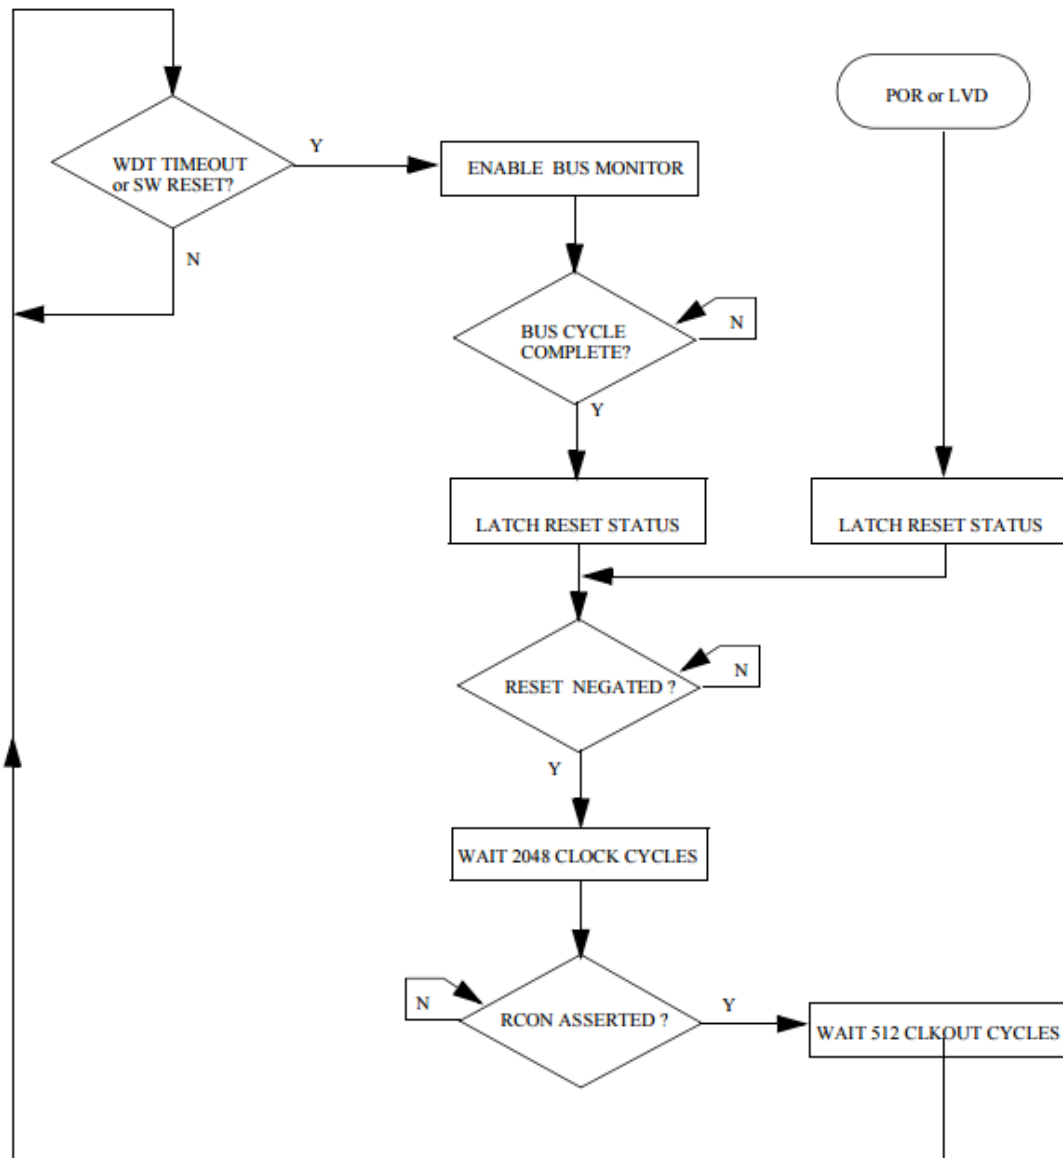 POR or LVD
WDT TIMEOUT
or SW RESET?
Y
ENABLE BUS MONITOR
N
BUS CYCLE
COMPLETE?
N
Y
LATCH RESET STATUS
LATCH RESET STATUS
RESET NEGATED ?
N
Y
WAIT 2048 CLOCK CYCLES
N
RCON ASSERTED ?
Y
WAIT 512 CLKOUT CYCLES